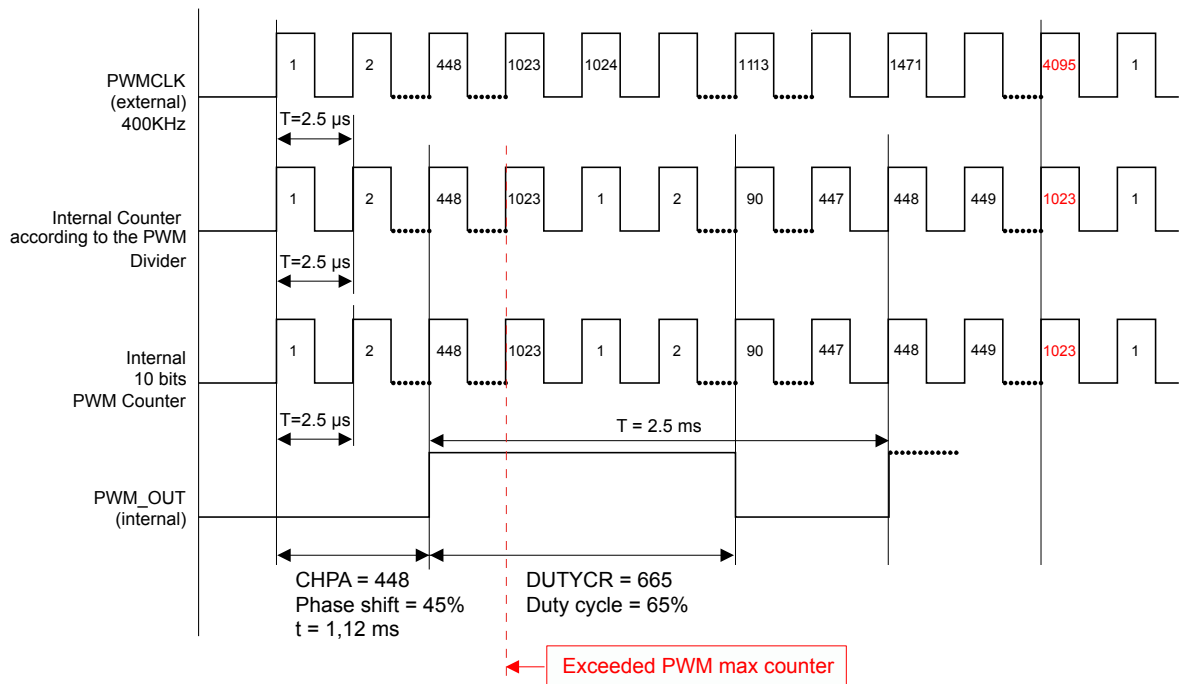 PWMCLK
(external)
400KHz
1 2 448 1023 1024 1113 1471 4095 1
T=2.5 µs
Internal Counter
according to the PWM
Divider
1 2 448 1023 1 2 90 447 448 449 1023 1
T=2.5 µs
Internal
10 bits
PWM Counter
1 2 448 1023 1 2 90 447 448 449 1023 1
T=2.5 µs
T = 2.5 ms
PWM_OUT
(internal)
CHPA = 448
Phase shift = 45%
t = 1,12 ms
DUTYCR = 665
Duty cycle = 65%
Exceeded PWM max counter